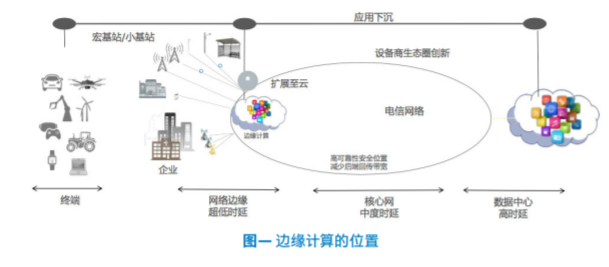 应用下沉
宏基站/小基站
设备商生态圈创新
扩展至云
电信网络
边缘计算
高可靠性安全位置
减少后端回传带宽
企业
终端
网络边缘
超低时延
核心网
中度时延
数据中心
高时延
图一 边缘计算的位置